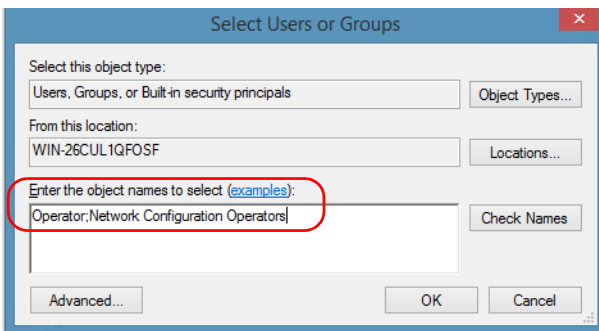 Select Users or Groups
Select this object type:
Users, Groups, or Built-in security principals
Object Types...
From this location:
WIN-26CUL1QFOSF
Locations...
Enter the object names to select (examples):
Operator;Network Configuration Operators
Check Names
Advanced...
OK
Cancel